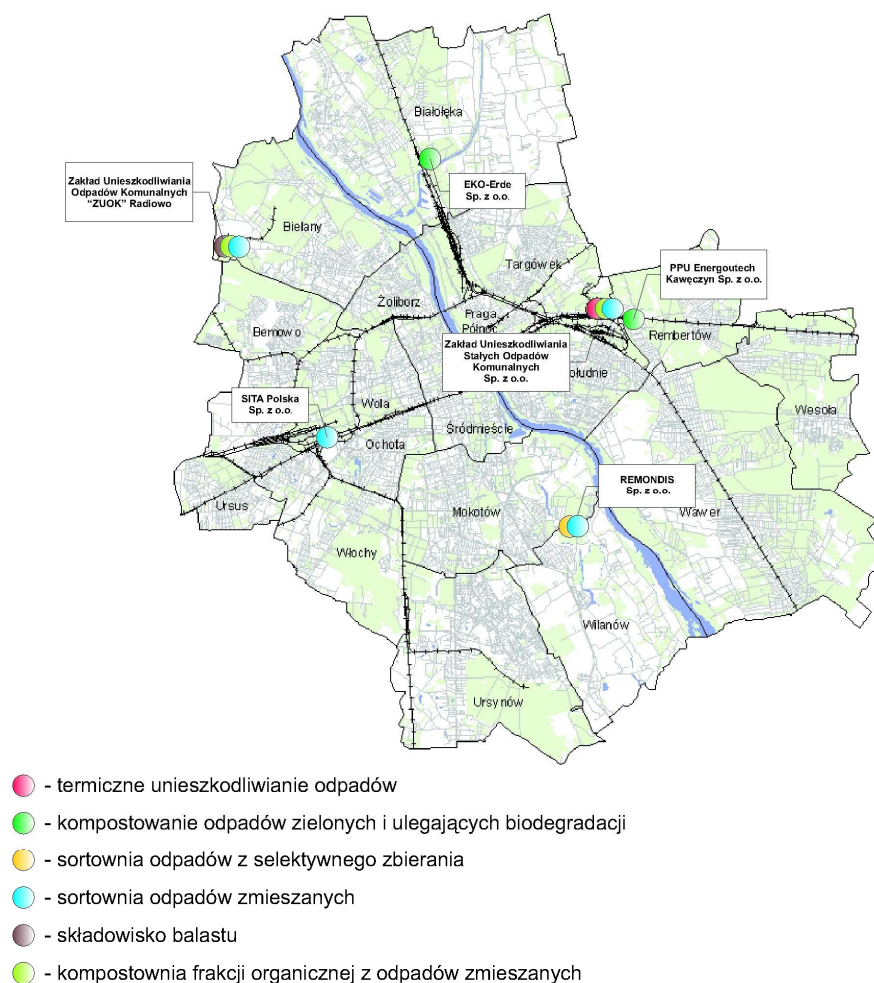 Białołęka
Zakład Unieszkodliwiania
Odpadów Komunalnych
"ZUOK" Radiowo
EKO-Erde
Sp. z o.o.
Bielany
Targówek
PPU Energoutech
Kawęczyn Sp. z o.o.
Żoliborz
Praga
Północ
Bemowo
Rembertów
Zakład Unieszkodliwiania
Stałych Odpadów
Komunalnych
Sp. z o.o.
ołudnie
SITA Polska
Sp. z o.o.
Wola
Wesoła
Śródmieście
Ochota
REMONDIS
Sp. z o.o.
Ursus
Mokotów
Wawer
Włochy
Wilanów
Ursynów
- termiczne unieszkodliwianie odpadów
- kompostowanie odpadów zielonych i ulegających biodegradacji
- sortownia odpadów z selektywnego zbierania
- sortownia odpadów zmieszanych
- składowisko balastu
- kompostownia frakcji organicznej z odpadów zmieszanych